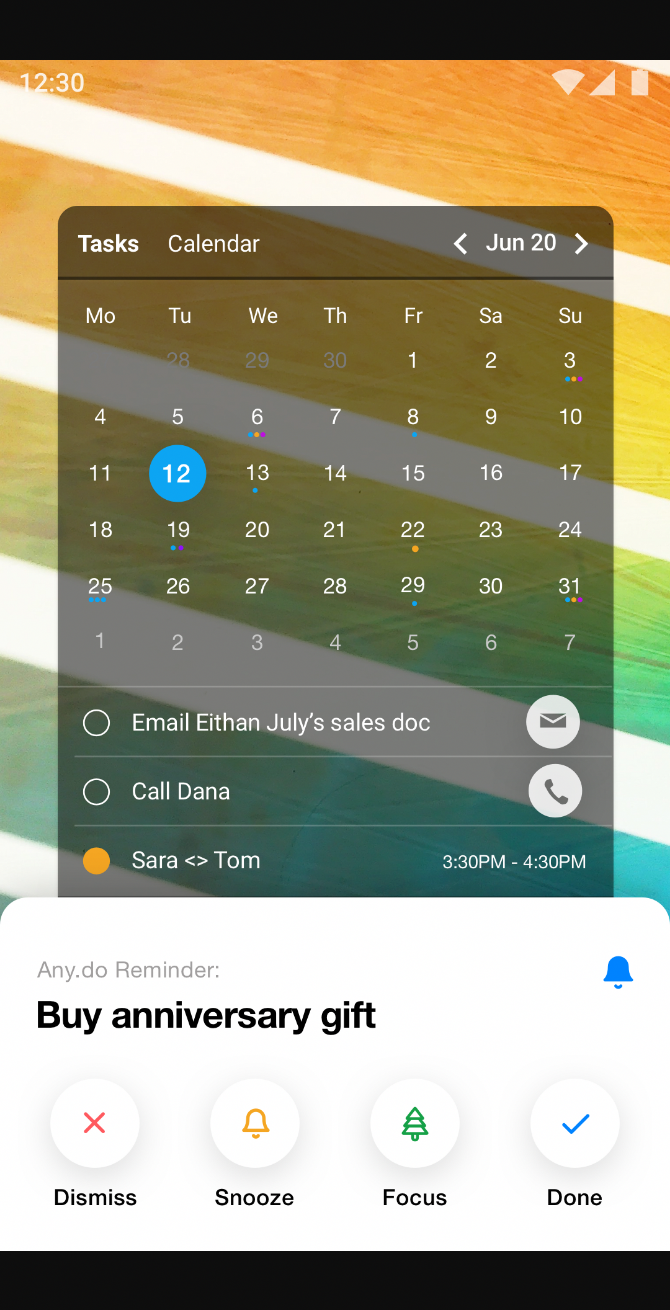 12:30
Tasks Calendar Jun 20
Mo Tu We Th Fr Sa Su
28 29 30 1 2 3
4 5 6 7 8 9 10
11 12 13 14 15 16 17
18 19 20 21 22 23 24
25 26 27 28 29 30 31
1 2 3 4 5 6 7
Email Eithan July’s sales doc
Call Dana
Sara <> Tom 3:30PM - 4:30PM
Any.do Reminder:
Buy anniversary gift
Dismiss Snooze Focus Done